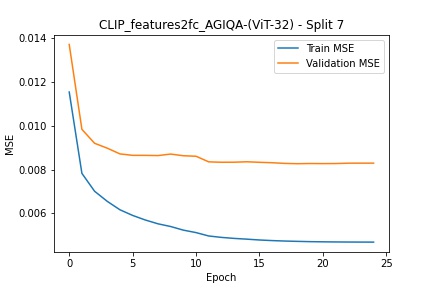 CLIP_features2fc_AGIQA-(ViT-32) - Split 7
Train MSE
Validation MSE
0.014
0.012
0.010
0.008
0.006
MSE
0
5
10
15
20
25
Epoch